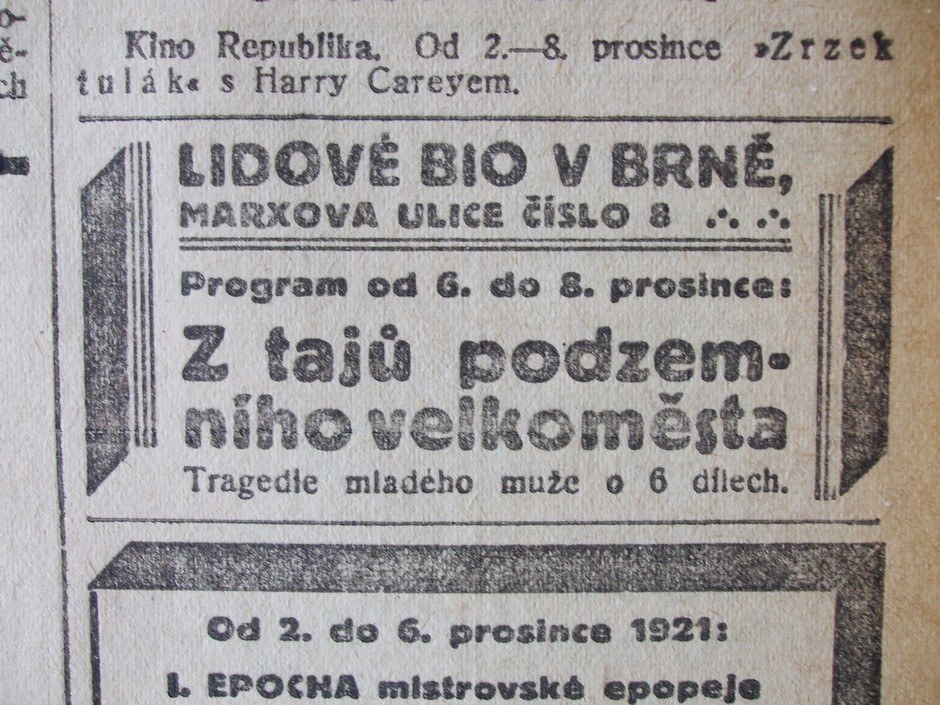 ě-
ch
Kino Republika. Od 2.—8. prosince »Zrzek
tulák« s Harry Careyem.
LIDOVÉ BIO V BRNĚ,
MARXOVA ULICE ČÍSLO 8
Program od 6. do 8. prosince:
Z tajů podzem-
ního velkoměsta
Tragedie mladého muže o 6 dílech.
Od 2. do 6. prosince 1921:
I. EPOCHA mistrovské epopeje